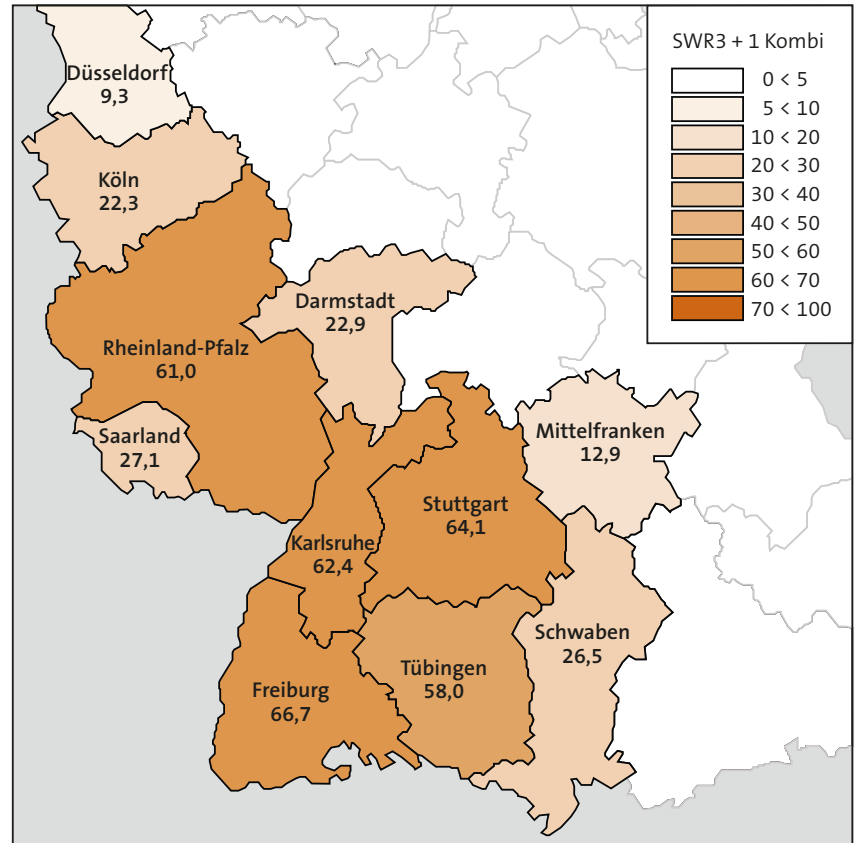 SWR3 + 1 Kombi
0 < 5
5 < 10
10 < 20
20 < 30
30 < 40
40 < 50
50 < 60
60 < 70
70 < 100
Düsseldorf
9,3
Köln
22,3
Darmstadt
22,9
Rheinland-Pfalz
61,0
Saarland
27,1
Mittelfranken
12,9
Stuttgart
64,1
Karlsruhe
62,4
Schwaben
26,5
Tübingen
58,0
Freiburg
66,7